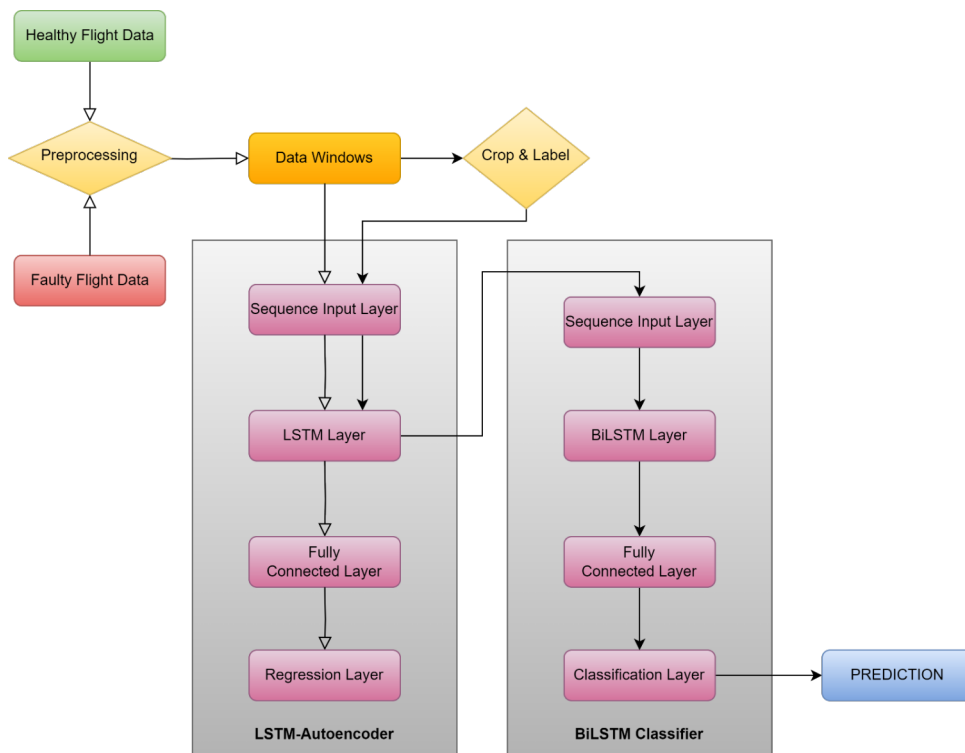 Healthy Flight Data
Preprocessing
Data Windows
Crop & Label
Faulty Flight Data
Sequence Input Layer
LSTM Layer
Fully
Connected Layer
Regression Layer
LSTM-Autoencoder
Sequence Input Layer
BiLSTM Layer
Fully
Connected Layer
Classification Layer
BiLSTM Classifier
PREDICTION